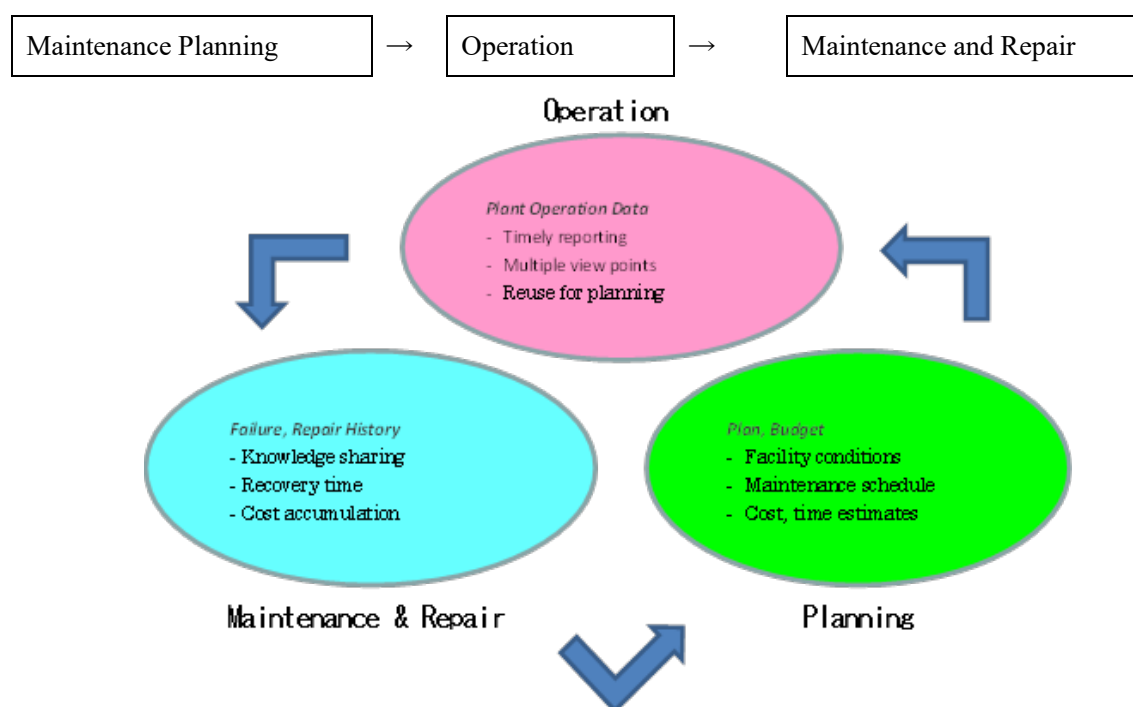 Maintenance Planning → Operation → Maintenance and Repair
Operation
Plant Operation Data
- Timely reporting
- Multiple view points
- Reuse for planning
Failure, Repair History
- Knowledge sharing
- Recovery time
- Cost accumulation
Plan, Budget
- Facility conditions
- Maintenance schedule
- Cost, time estimates
Maintenance & Repair
Planning